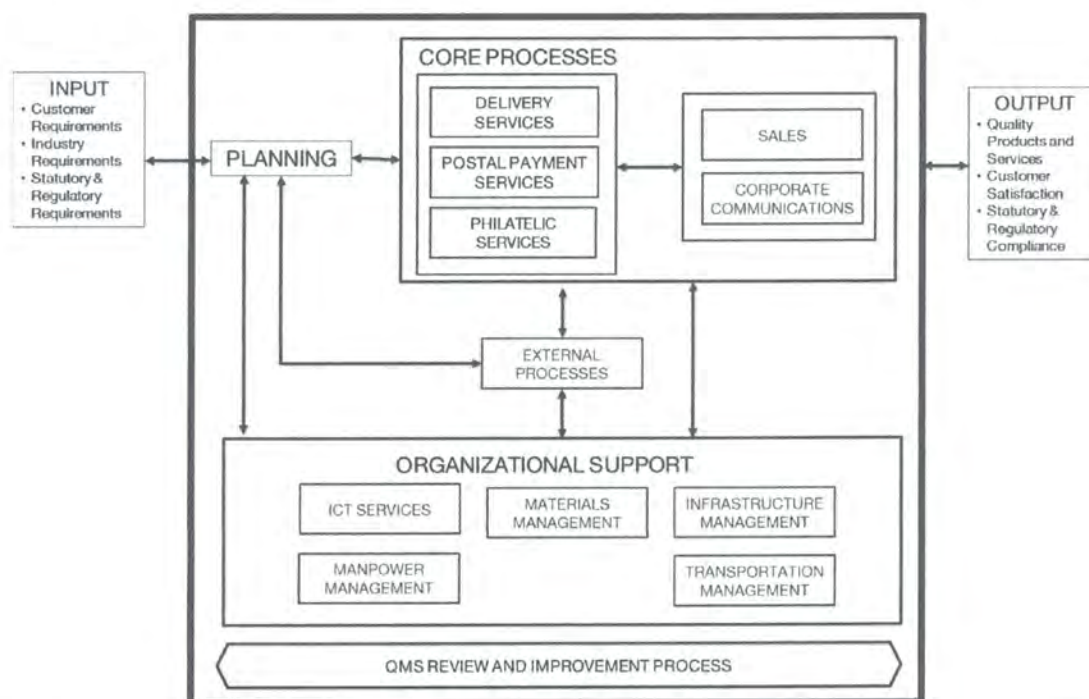 INPUT
• Customer
Requirements
• Industry
Requirements
• Statutory &
Regulatory
Requirements
PLANNING
CORE PROCESSES
DELIVERY
SERVICES
POSTAL PAYMENT
SERVICES
PHILATELIC
SERVICES
SALES
CORPORATE
COMMUNICATIONS
OUTPUT
• Quality
Products and
Services
• Customer
Satisfaction
• Statutory &
Regulatory
Compliance
EXTERNAL
PROCESSES
ORGANIZATIONAL SUPPORT
ICT SERVICES
MATERIALS
MANAGEMENT
INFRASTRUCTURE
MANAGEMENT
MANPOWER
MANAGEMENT
TRANSPORTATION
MANAGEMENT
QMS REVIEW AND IMPROVEMENT PROCESS